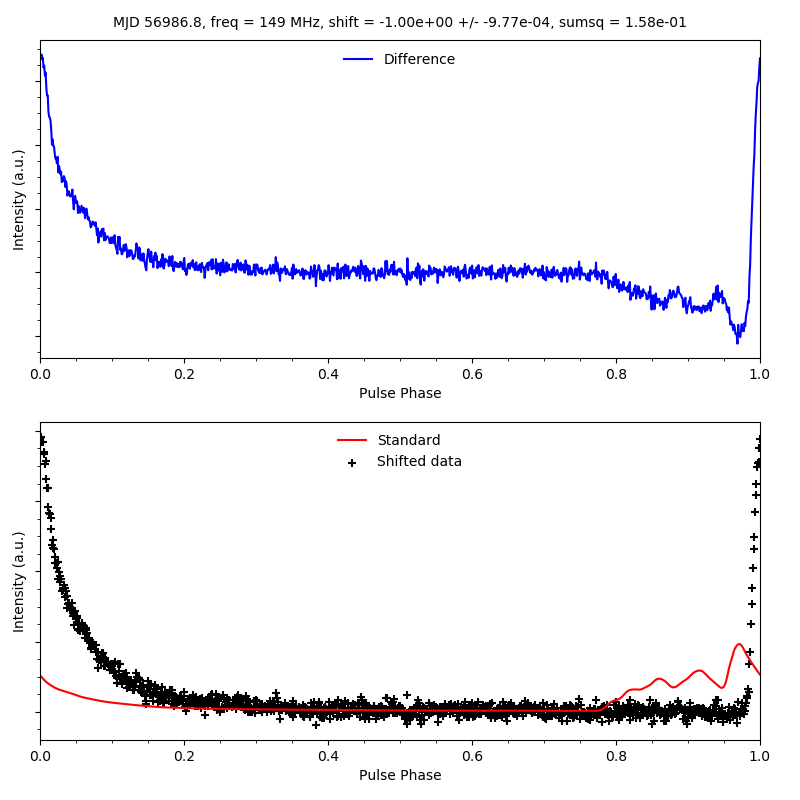 MJD 56986.8, freq = 149 MHz, shift = -1.00e+00 +/- -9.77e-04, sumsq = 1.58e-01
Difference
Intensity (a.u.)
0.0 0.2 0.4 0.6 0.8 1.0
Pulse Phase
Standard
Shifted data
Intensity (a.u.)
0.0 0.2 0.4 0.6 0.8 1.0
Pulse Phase